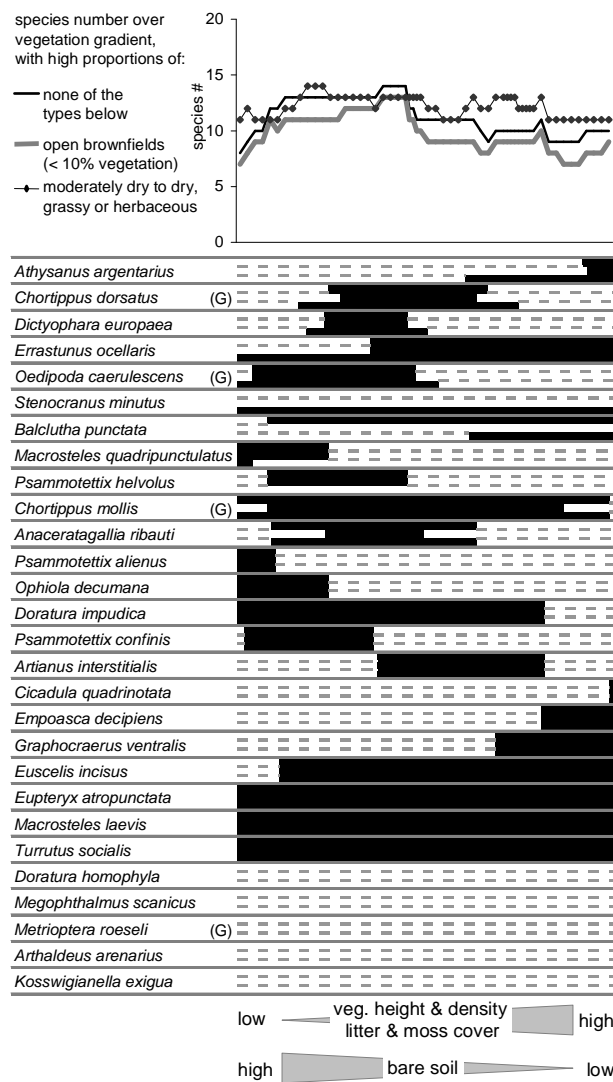 species number over
vegetation gradient,
with high proportions of:
none of the
types below
open brownfields
(< 10% vegetation)
moderately dry to dry,
grassy or herbaceous
species #
20
15
10
5
0
Athysanus argentarius
Chortippus dorsatus (G)
Dictyophara europaea
Errastunus ocellaris
Oedipoda caerulescens (G)
Stenocranus minutus
Balclutha punctata
Macrosteles quadripunctulatus
Psammotettix helvolus
Chortippus mollis (G)
Anaceratagallia ribauti
Psammotettix alienus
Ophiola decumana
Doratura impudica
Psammotettix confinis
Artianus interstitialis
Cicadula quadrinotata
Empoasca decipiens
Graphocraerus ventralis
Euscelis incisus
Eupteryx atropunctata
Macrosteles laevis
Turrutus socialis
Doratura homophyla
Megophthalmus scanicus
Metrioptera roeseli (G)
Arthaldeus arenarius
Kosswigianella exigua
low veg. height & density high
litter & moss cover
high bare soil low